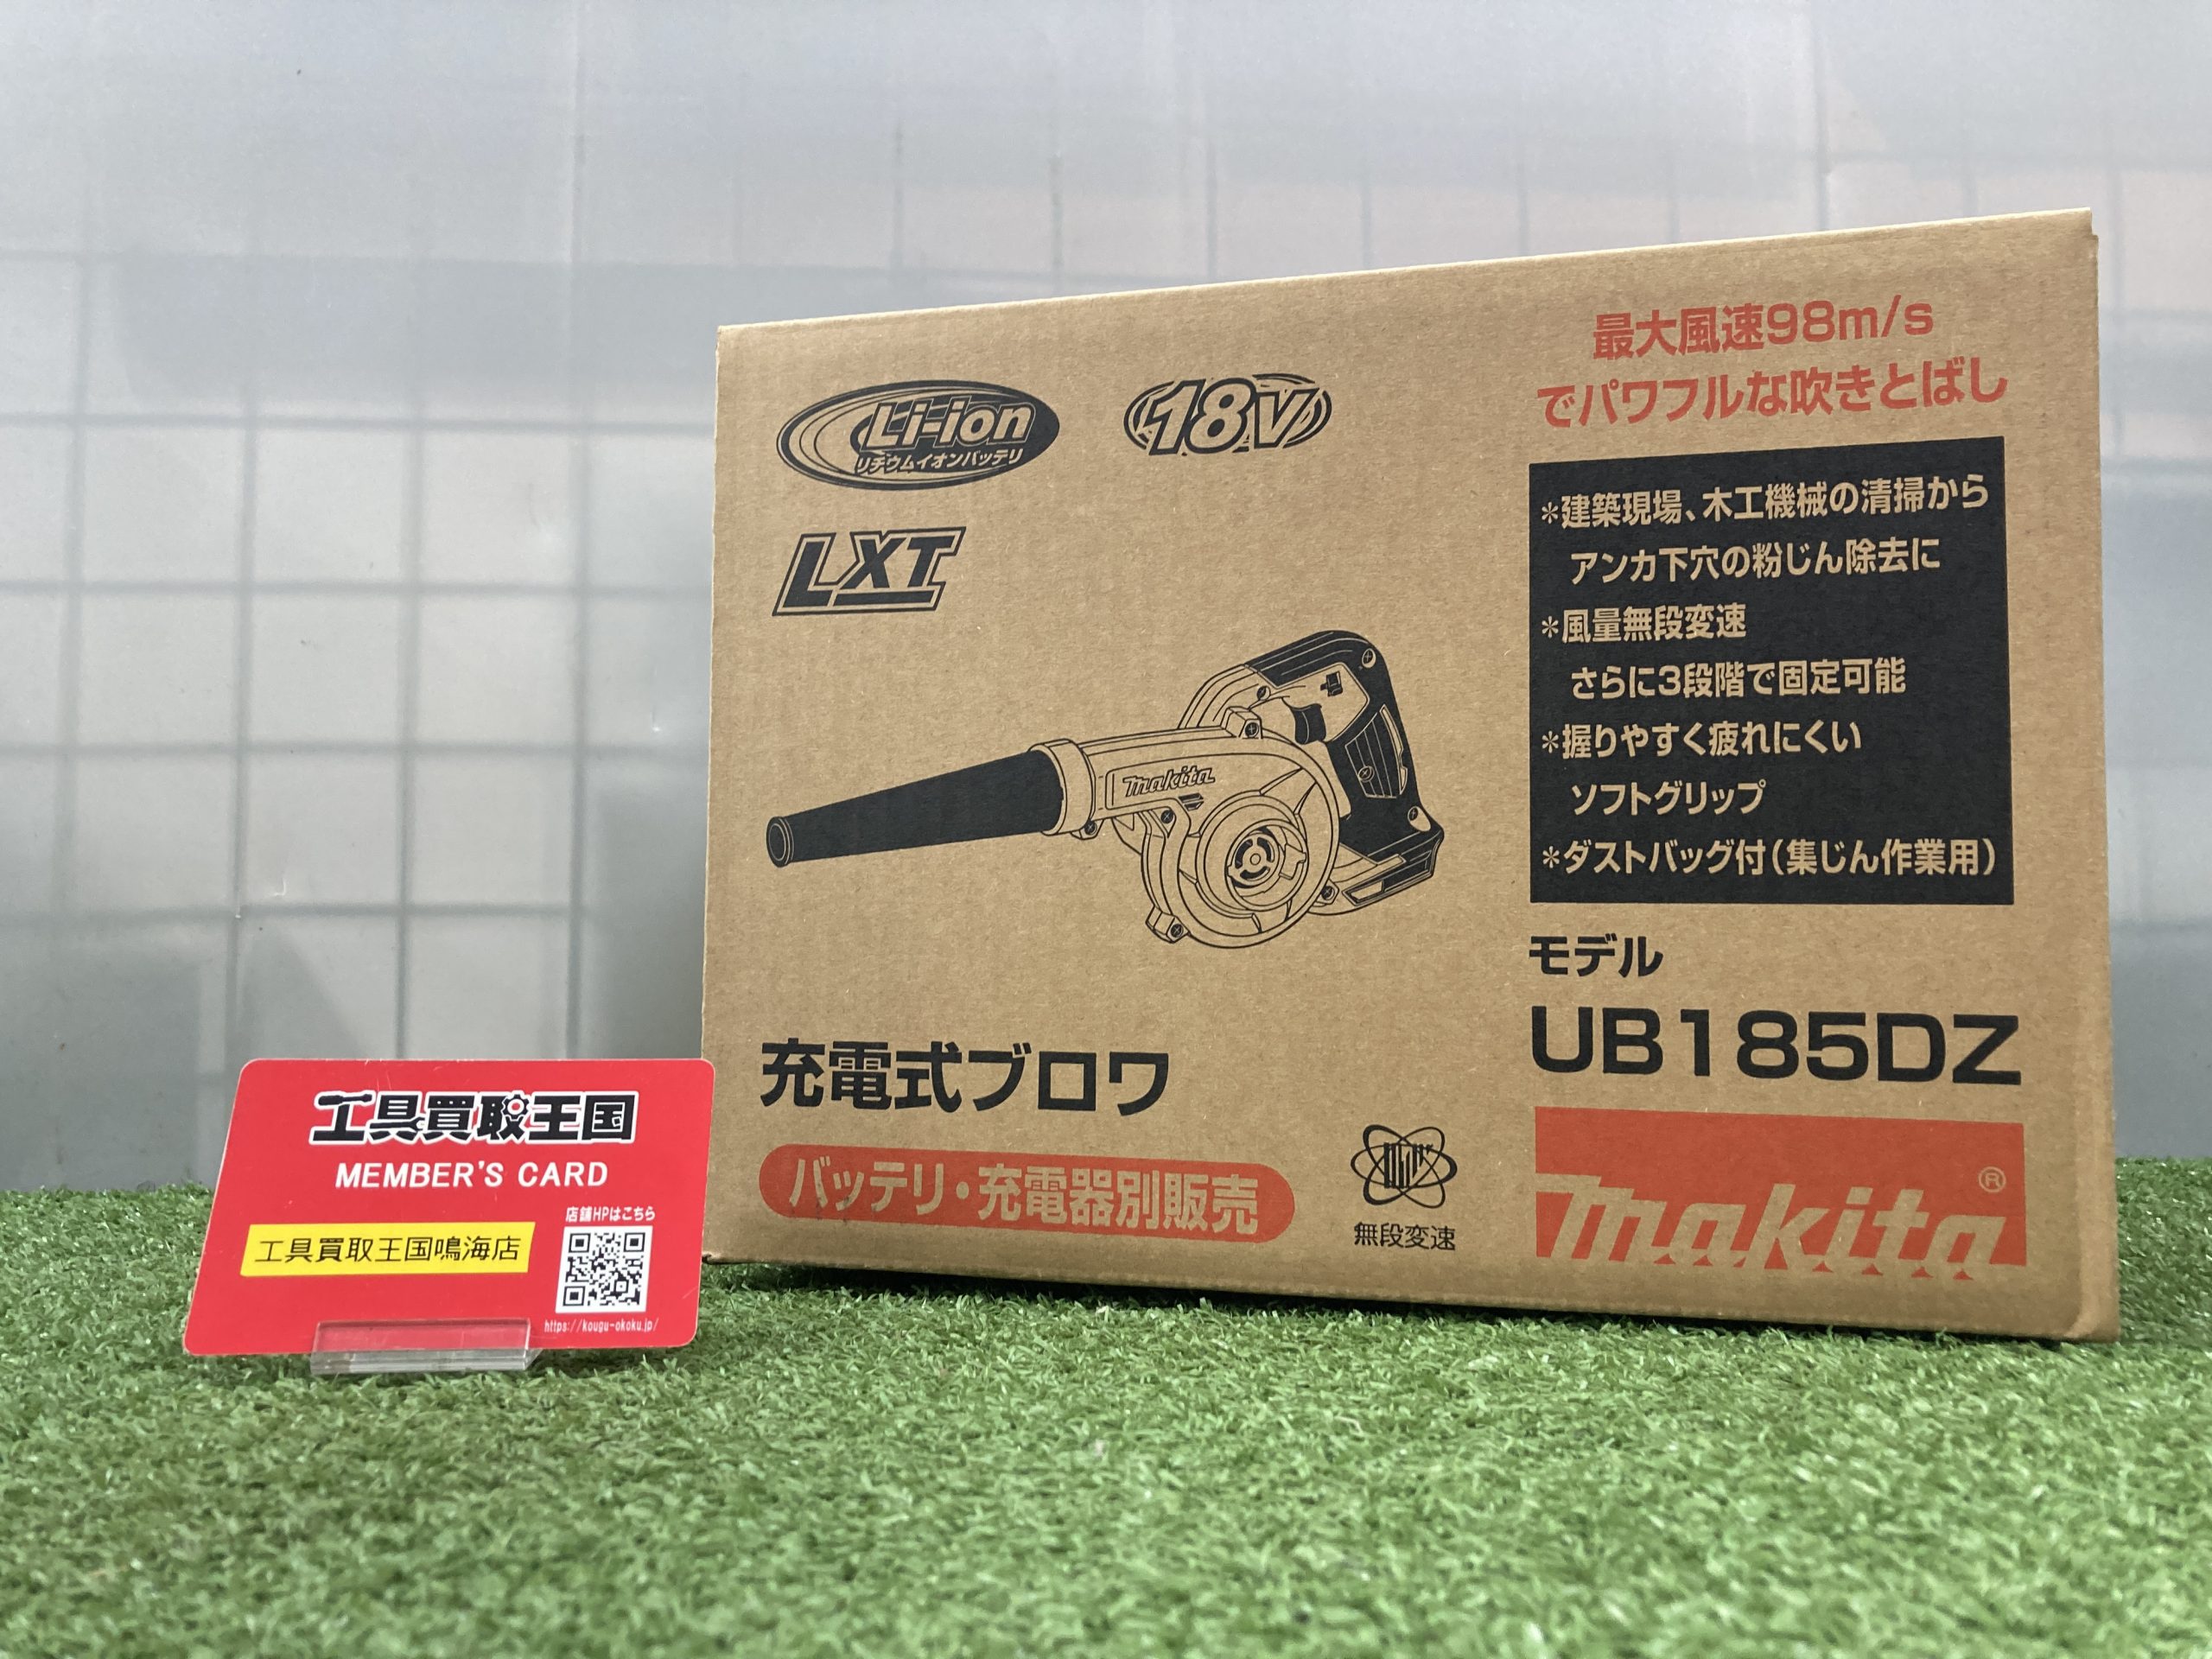 Li-ion
リチウムイオンバッテリ
18V
LXT
makita
充電式ブロワ
バッテリ・充電器別販売
無段変速
最大風速98m/s
でパワフルな吹きとばし
*建築現場、木工機械の清掃から
アンカ下穴の粉じん除去に
*風量無段変速
さらに3段階で固定可能
*握りやすく疲れにくい
ソフトグリップ
*ダストバッグ付(集じん作業用)
モデル
UB185DZ
makita®
工具買取王国
MEMBER'S CARD
店舗HPはこちら
工具買取王国鳴海店
https://kougu-okoku.jp/